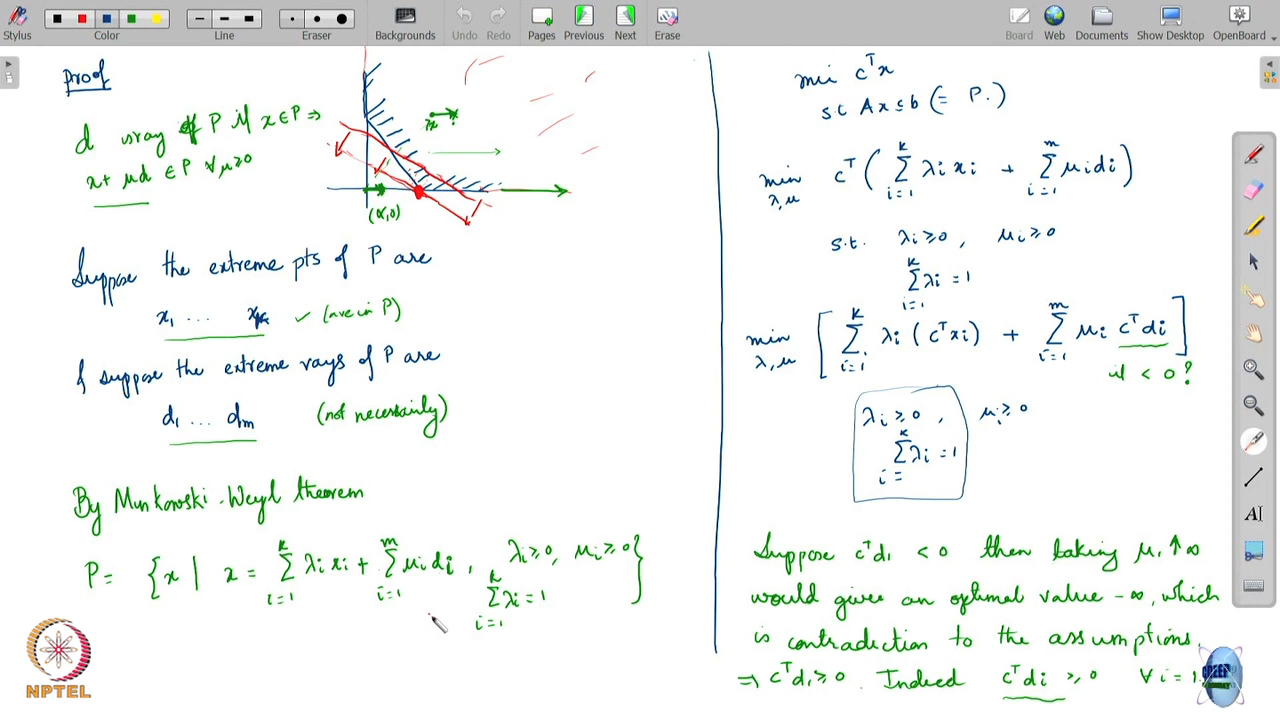 Stylus
Color
Line
Eraser
Backgrounds
Undo
Redo
Pages
Previous
Next
Erase
Board
Web
Documents
Show Desktop
OpenBoard
Proof
d is ray of P if x ∈ P ⇒
x + μd ∈ P ∀ μ≥0
(α,0)
Suppose the extreme pts of P are
x₁ ... xₖ ✓ (are in P)
& suppose the extreme rays of P are
d₁ ... dₘ (not necessarily)
By Minkowski-Weyl theorem
P = {x | x = Σᵢ₌₁ᵏ λᵢxᵢ + Σᵢ₌₁ᵐ μᵢdᵢ, λᵢ≥0, μᵢ≥0, Σᵢ₌₁ᵏ λᵢ = 1}
min cᵀx
s.t Ax ≤ b (= P.)
min λ,μ cᵀ(Σᵢ₌₁ᵏ λᵢxᵢ + Σᵢ₌₁ᵐ μᵢdᵢ)
s.t. λᵢ≥0, μᵢ≥0
Σᵢ₌₁ᵏ λᵢ = 1
min λ,μ [Σᵢ₌₁ᵏ λᵢ(cᵀxᵢ) + Σᵢ₌₁ᵐ μᵢ cᵀdᵢ]
if < 0?
λᵢ≥0, μᵢ≥0
Σᵢ₌ᵏ λᵢ = 1
Suppose cᵀd₁ < 0 then taking μ₁ ↑ ∞
would give an optimal value -∞, which
is contradiction to the assumptions.
⇒ cᵀd₁≥0. Indeed cᵀdᵢ ≥ 0 ∀ i = 1
NPTEL